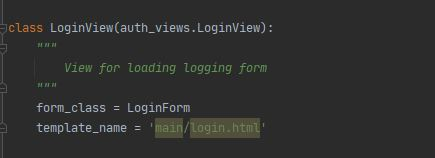 class LoginView(auth_views.LoginView):
    """
        View for loading logging form
    """
    form_class = LoginForm
    template_name = 'main/login.html'